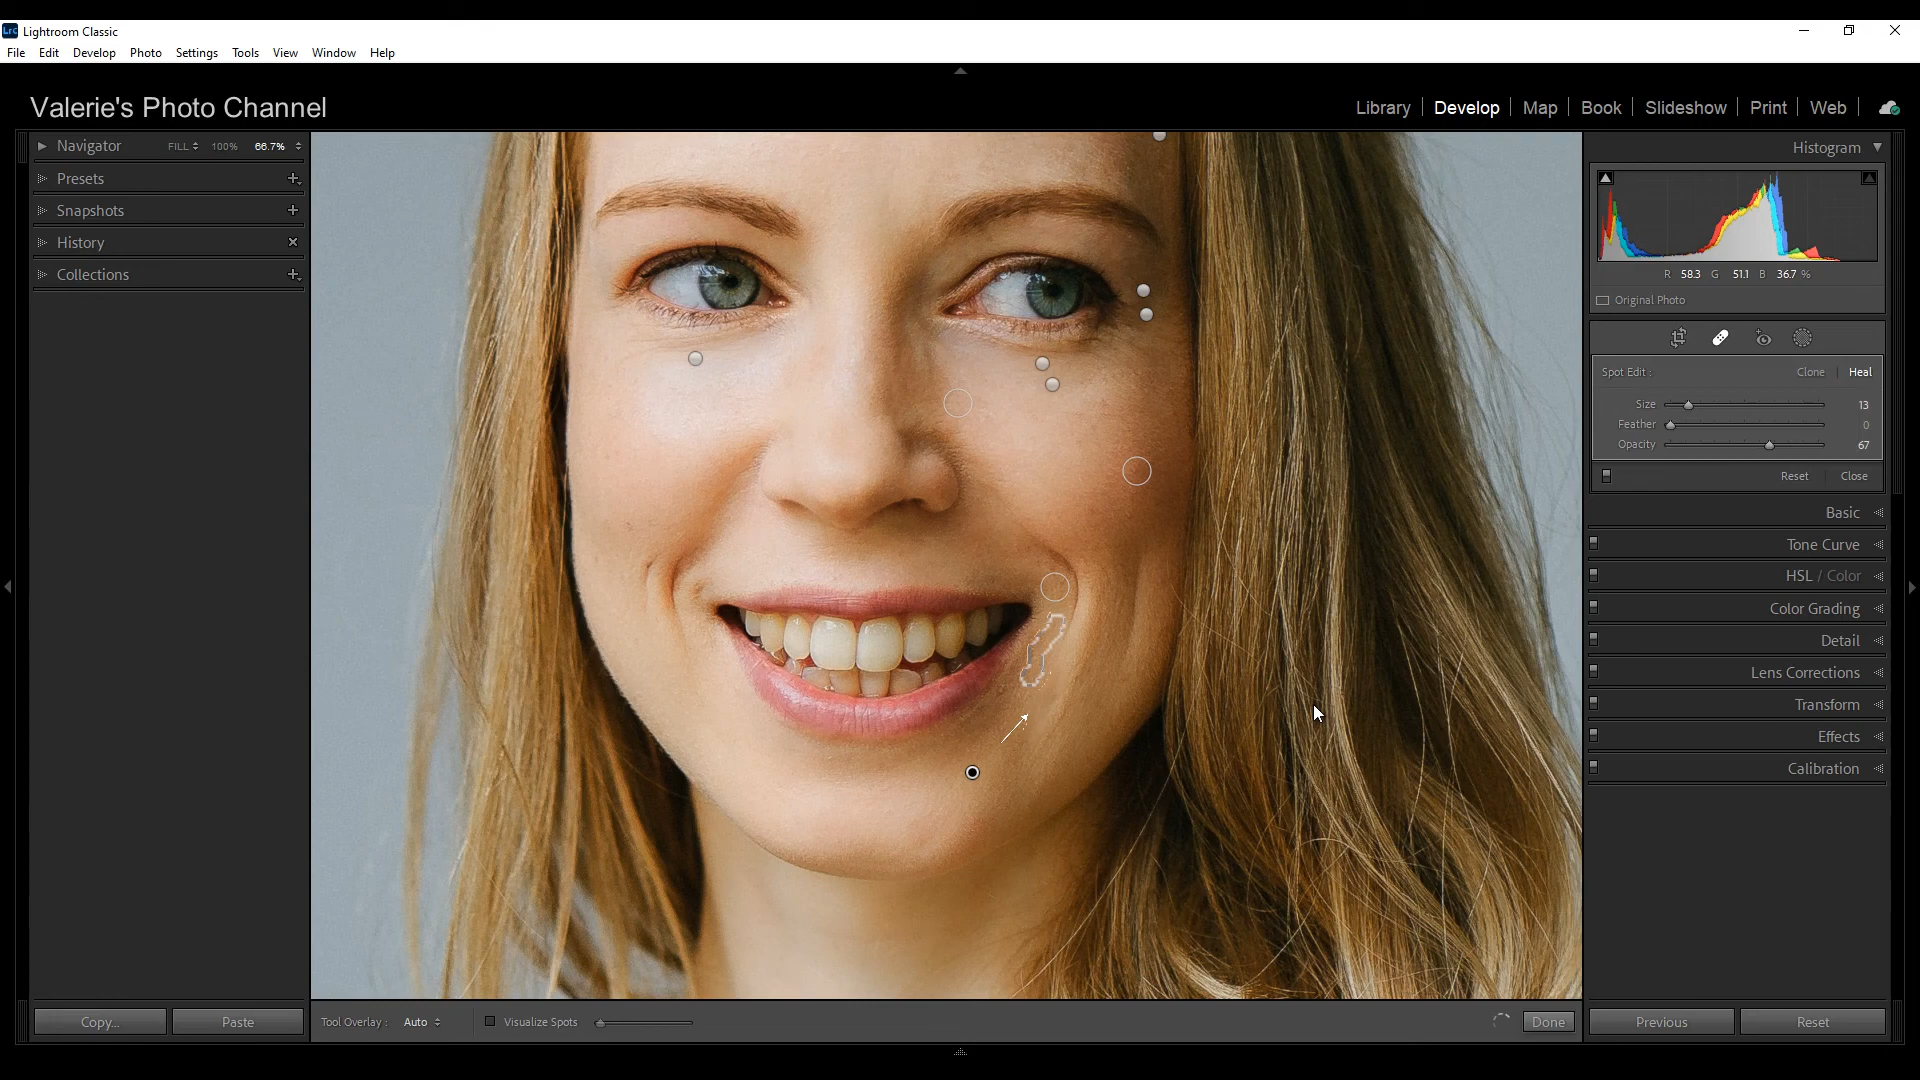 Lrc Lightroom Classic
File Edit Develop Photo Settings Tools View Window Help
Valerie's Photo Channel
Library Develop Map Book Slideshow Print Web
Navigator FILL 100% 66.7%
Presets
Snapshots
History
Collections
Histogram
R 58.3 G 51.1 B 36.7 %
Original Photo
Spot Edit : Clone Heal
Size 13
Feather 0
Opacity 67
Reset Close
Basic
Tone Curve
HSL / Color
Color Grading
Detail
Lens Corrections
Transform
Effects
Calibration
Copy... Paste
Tool Overlay : Auto Visualize Spots
Done
Previous Reset